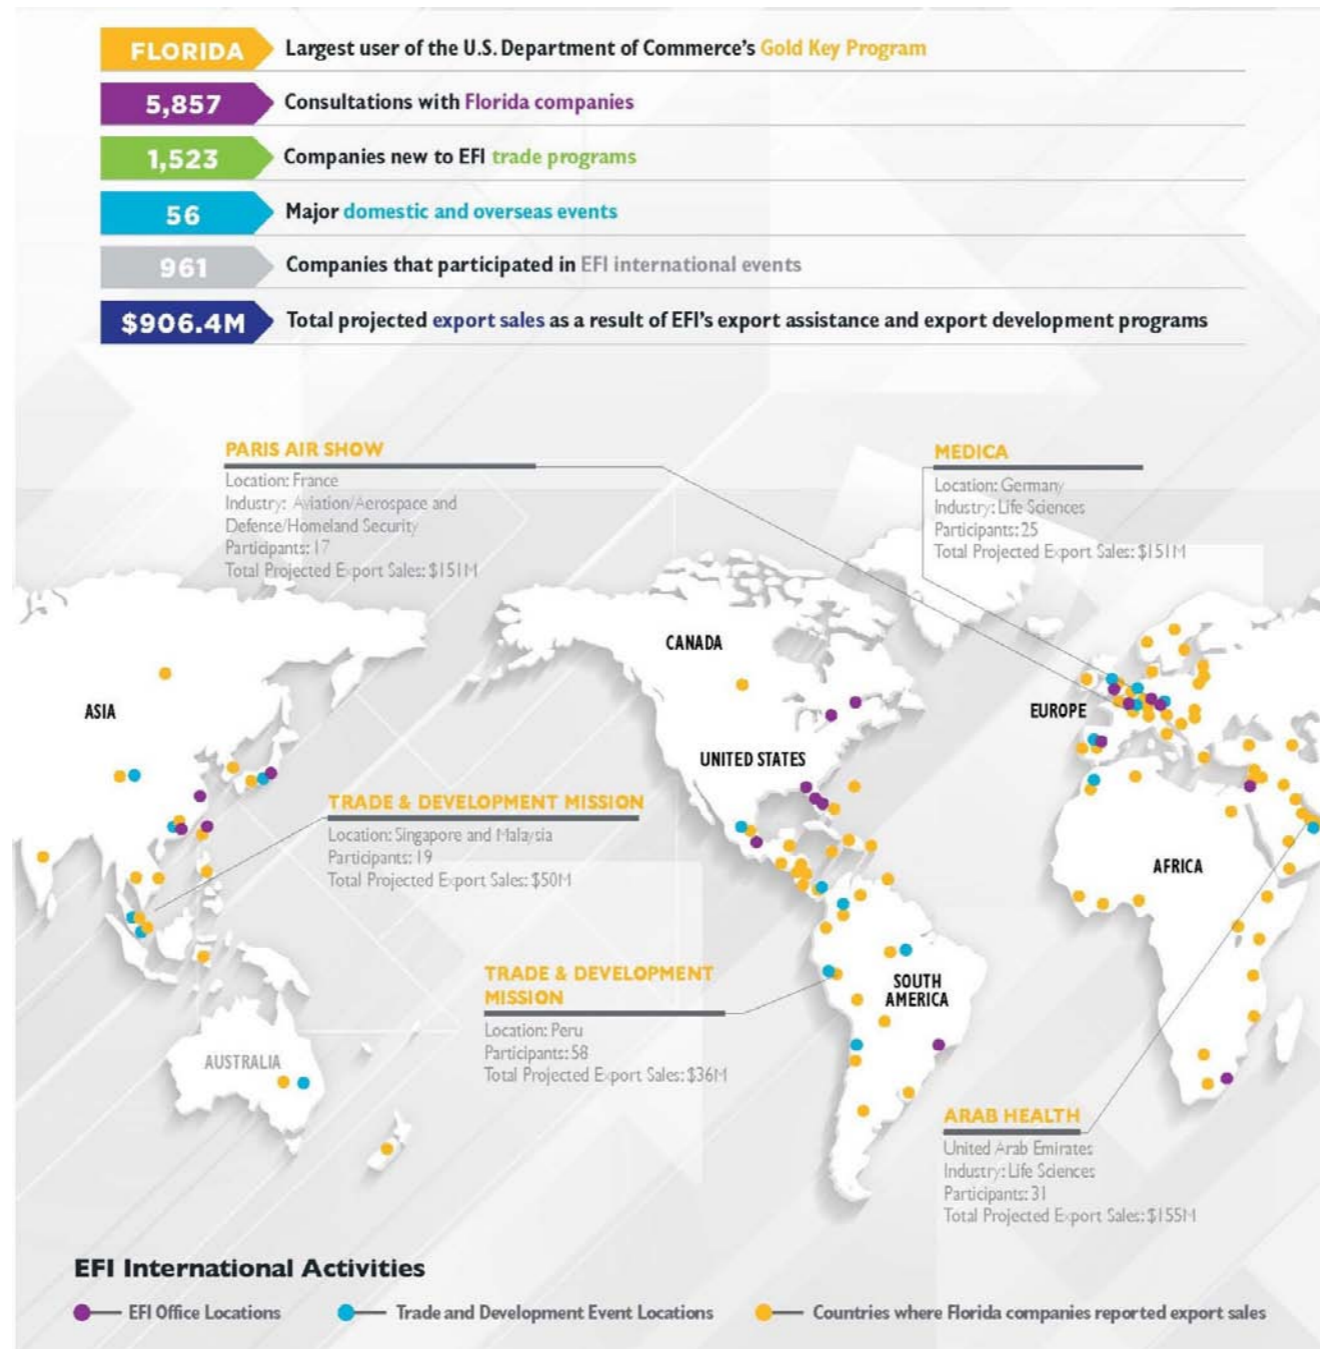 FLORIDA Largest user of the U.S. Department of Commerce's Gold Key Program
5,857 Consultations with Florida companies
1,523 Companies new to EFI trade programs
56 Major domestic and overseas events
961 Companies that participated in EFI international events
$906.4M Total projected export sales as a result of EFI's export assistance and export development programs
PARIS AIR SHOW
Location: France
Industry: Aviation/Aerospace and
Defense/Homeland Security
Participants: 17
Total Projected Export Sales: $151M
MEDICA
Location: Germany
Industry: Life Sciences
Participants: 25
Total Projected Export Sales: $151M
CANADA
ASIA
EUROPE
UNITED STATES
TRADE & DEVELOPMENT MISSION
Location: Singapore and Malaysia
Participants: 19
Total Projected Export Sales: $50M
AFRICA
TRADE & DEVELOPMENT
MISSION
Location: Peru
Participants: 58
Total Projected Export Sales: $36M
SOUTH
AMERICA
AUSTRALIA
ARAB HEALTH
United Arab Emirates
Industry: Life Sciences
Participants: 31
Total Projected Export Sales: $155M
EFI International Activities
EFI Office Locations
Trade and Development Event Locations
Countries where Florida companies reported export sales